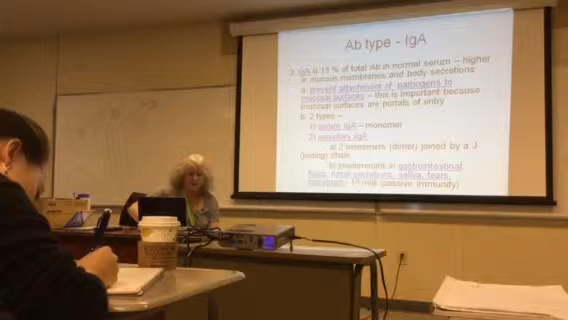 Ab type - IgA
2. IgA is 13 % of total Ab in normal serum – higher
in mucous membranes and body secretions
a. prevent attachment of pathogens to
mucosal surfaces – this is important because
mucosal surfaces are portals of entry
b. 2 types –
1) serum IgA – monomer
2) secretory IgA
a) 2 monomers (dimer) joined by a J
(joining) chain
b) predominant in gastrointestinal
fluids, nasal secretions, saliva, tears,
1st milk (passive immunity)